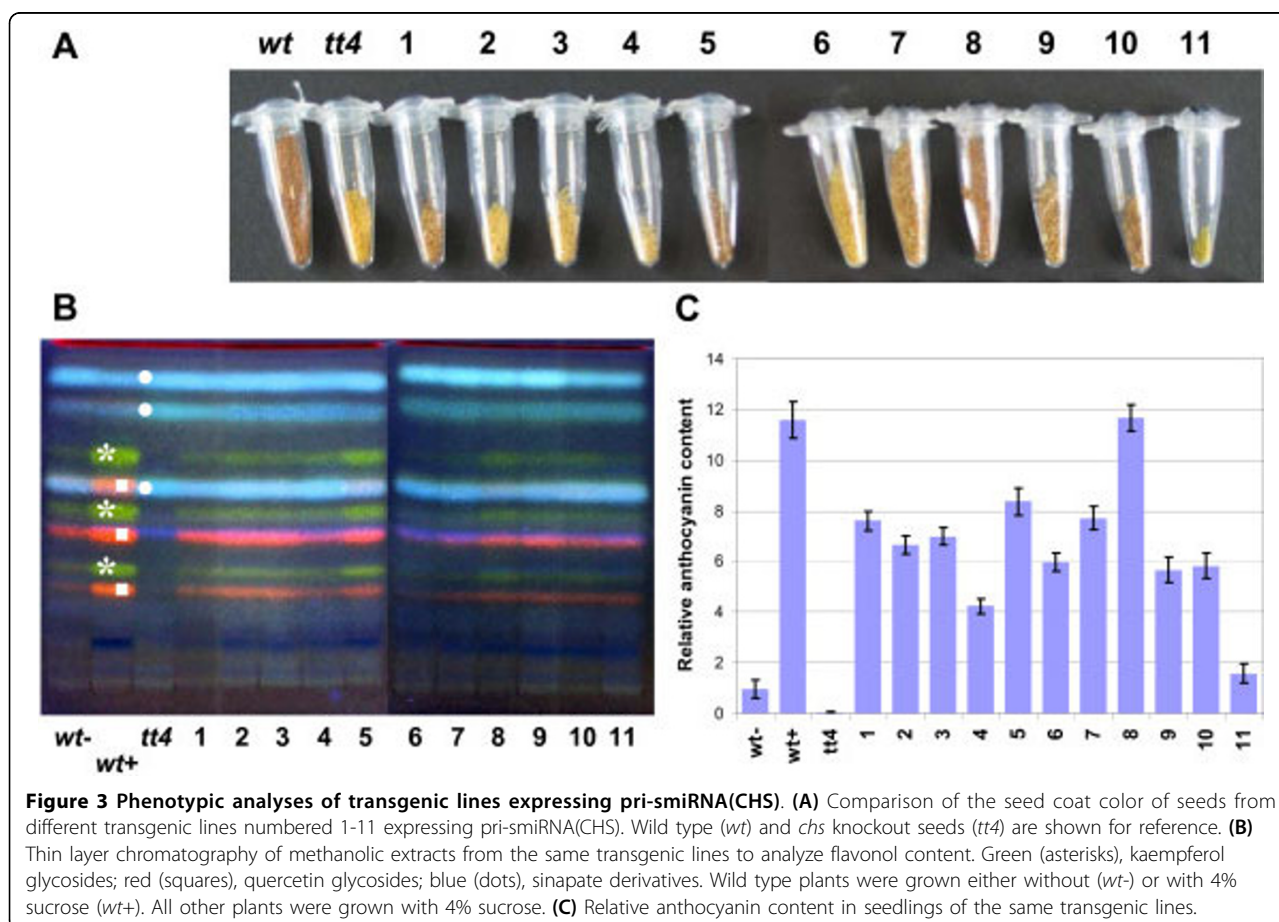 A
wt tt4 1 2 3 4 5 6 7 8 9 10 11
B
* * *
wt- wt+ tt4 1 2 3 4 5 6 7 8 9 10 11
C
Relative anthocyanin content
14
12
10
8
6
4
2
0
wt- wt+ tt4 1 2 3 4 5 6 7 8 9 10 11
Figure 3 Phenotypic analyses of transgenic lines expressing pri-smiRNA(CHS). (A) Comparison of the seed coat color of seeds from
different transgenic lines numbered 1-11 expressing pri-smiRNA(CHS). Wild type (wt) and chs knockout seeds (tt4) are shown for reference. (B)
Thin layer chromatography of methanolic extracts from the same transgenic lines to analyze flavonol content. Green (asterisks), kaempferol
glycosides; red (squares), quercetin glycosides; blue (dots), sinapate derivatives. Wild type plants were grown either without (wt-) or with 4%
sucrose (wt+). All other plants were grown with 4% sucrose. (C) Relative anthocyanin content in seedlings of the same transgenic lines.